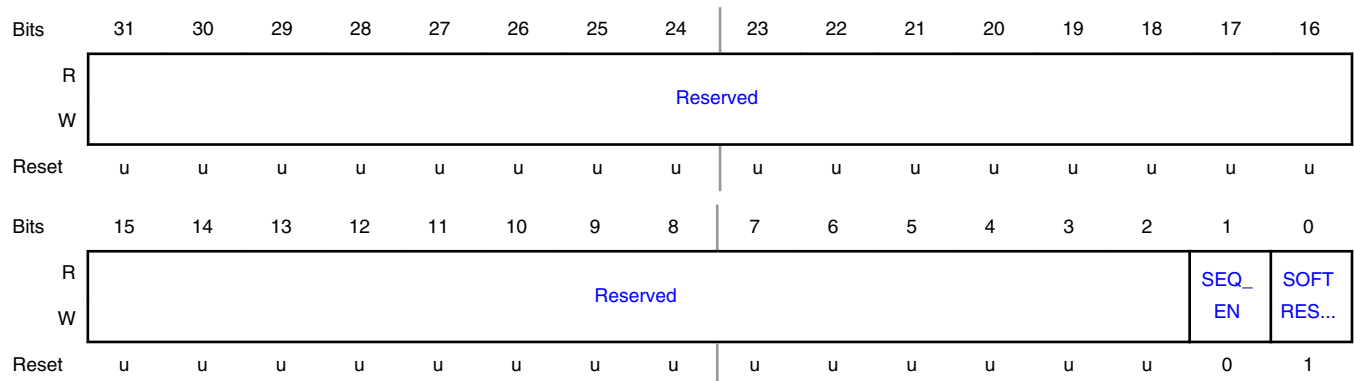 Bits 31 30 29 28 27 26 25 24 23 22 21 20 19 18 17 16
R
Reserved
W
Reset u u u u u u u u u u u u u u u u
Bits 15 14 13 12 11 10 9 8 7 6 5 4 3 2 1 0
R
Reserved
SEQ_
EN
SOFT
RES...
W
Reset u u u u u u u u u u u u u u 0 1